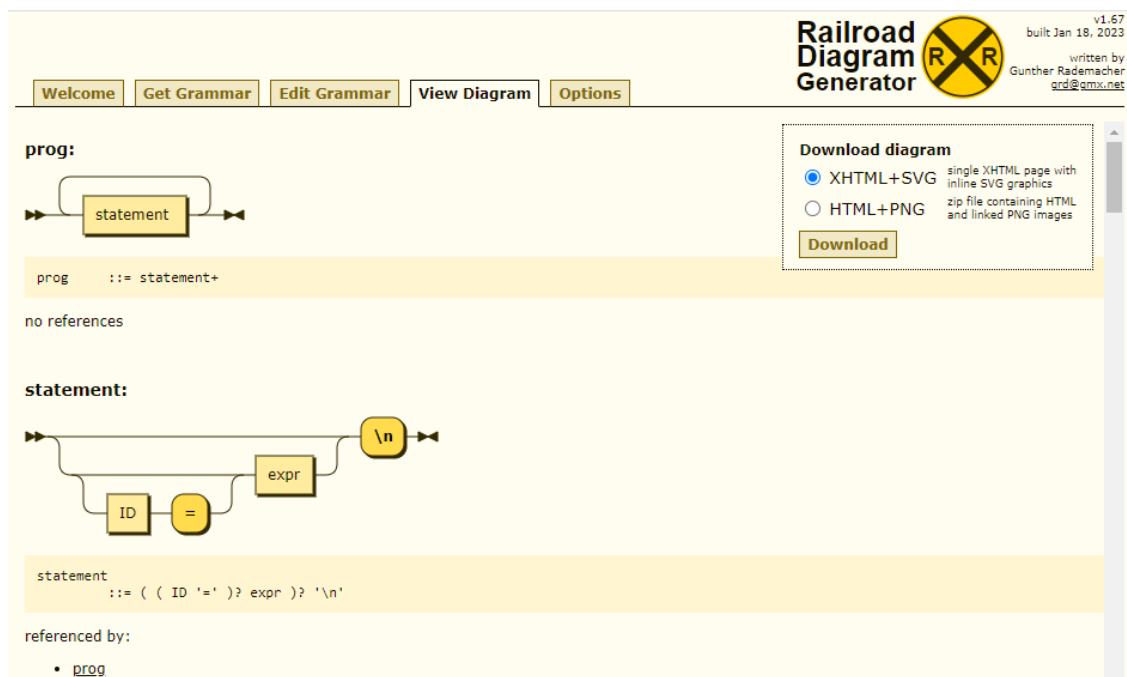 Railroad
Diagram
Generator
R R
v1.67
built Jan 18, 2023
written by
Gunther Rademacher
grd@gmx.net
Welcome
Get Grammar
Edit Grammar
View Diagram
Options
prog:
statement
Download diagram
XHTML+SVG
single XHTML page with
inline SVG graphics
HTML+PNG
zip file containing HTML
and linked PNG images
Download
prog ::= statement+
no references
statement:
\n
expr
ID =
statement
::= ( ( ID '=' )? expr )? '\n'
referenced by:
• prog